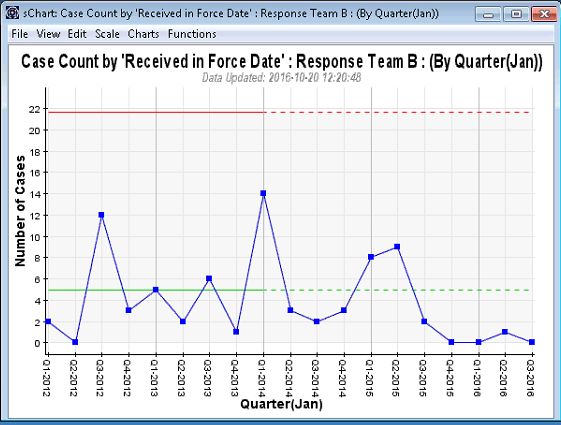 sChart: Case Count by 'Received in Force Date' : Response Team B : (By Quarter(Jan))
File View Edit Scale Charts Functions
Case Count by 'Received in Force Date' : Response Team B : (By Quarter(Jan))
Data Updated: 2016-10-20 12:20:48
Number of Cases
22
20
18
16
14
12
10
8
6
4
2
0
Q1-2012 Q2-2012 Q3-2012 Q4-2012 Q1-2013 Q2-2013 Q3-2013 Q4-2013 Q1-2014 Q2-2014 Q3-2014 Q4-2014 Q1-2015 Q2-2015 Q3-2015 Q4-2015 Q1-2016 Q2-2016 Q3-2016
Quarter(Jan)